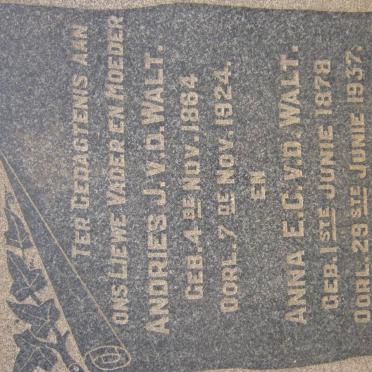 TER GEDAGTENIS AAN
ONS LIEWE VADER EN MOEDER
ANDRIES J.V.D. WALT.
GEB. 4 DE NOV. 1864
OORL. 7 DE NOV. 1924.
EN
ANNA E.C.V.D. WALT.
GEB. 1 STE JUNIE 1878
OORL. 29 STE JUNIE 1937.